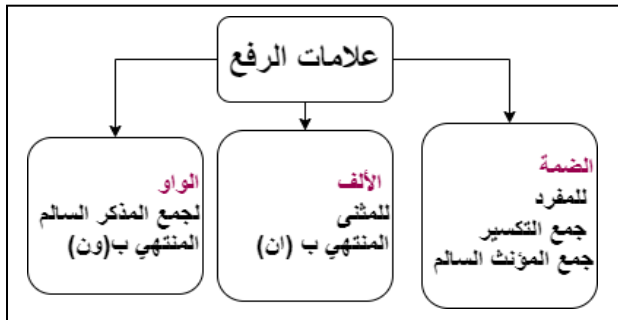 علامات الرفع
الضمة
للمفرد
جمع التكسير
جمع المؤنث السالم
الألف
للمثنى
المنتهي ب (ان)
الواو
لجمع المذكر السالم
المنتهي ب(ون)